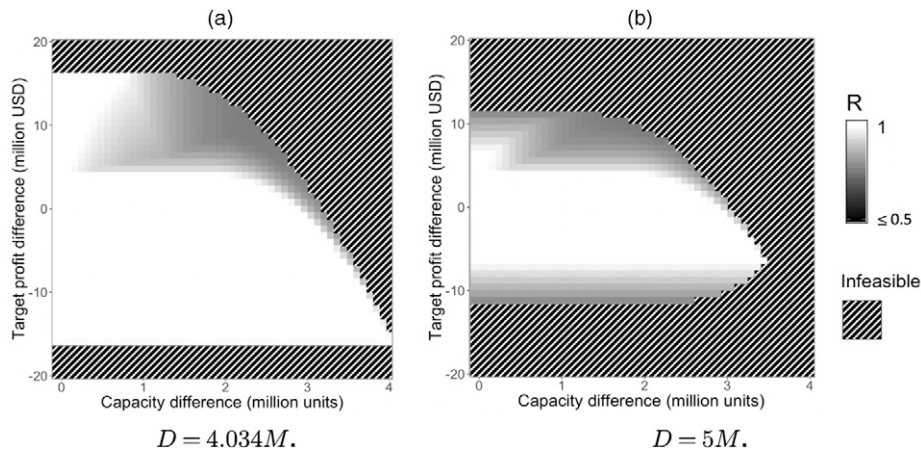 (a)
(b)
Target profit difference (million USD)
20
10
0
-10
-20
0 1 2 3 4
Capacity difference (million units)
D = 4.034M.
Target profit difference (million USD)
20
10
0
-10
-20
0 1 2 3 4
Capacity difference (million units)
D = 5M.
R
1
≤ 0.5
Infeasible